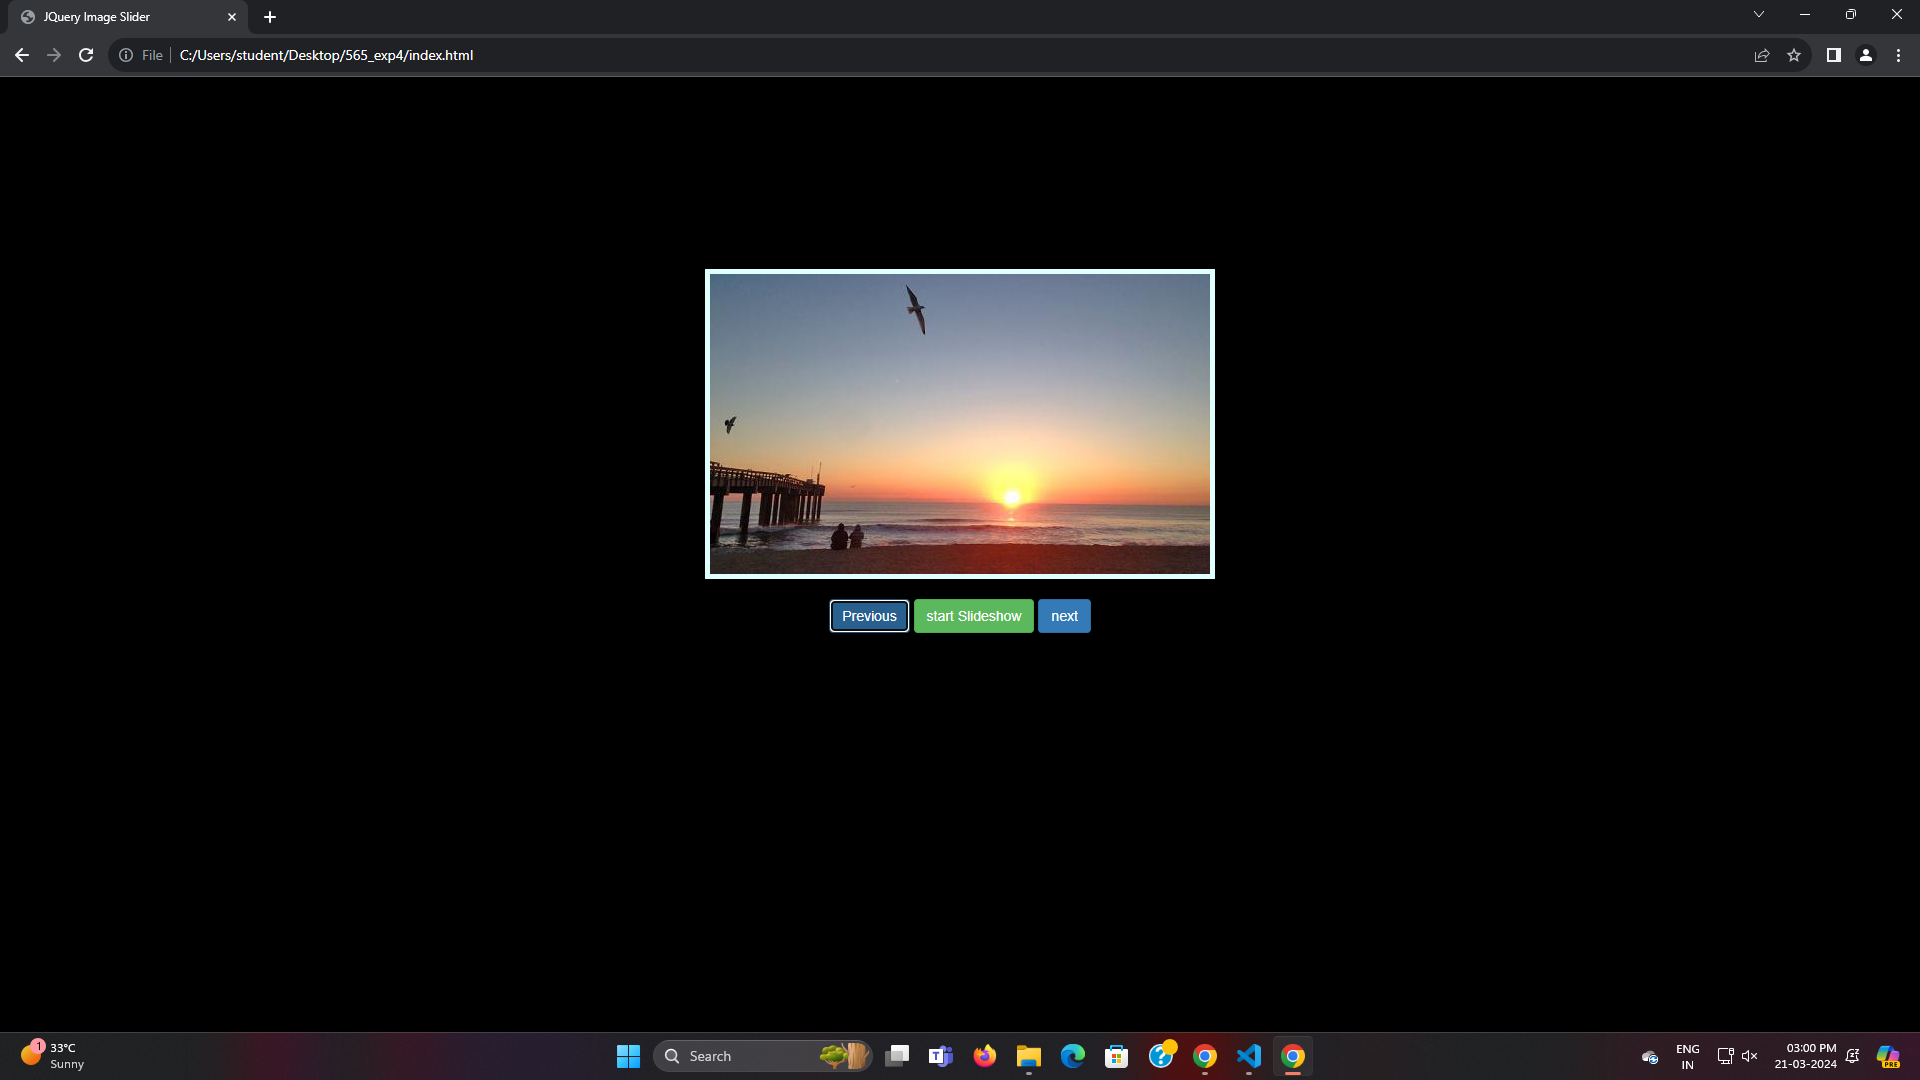 JQuery Image Slider
File
C:/Users/student/Desktop/565_exp4/index.html
Previous
start Slideshow
next
1
33°C
Sunny
Search
ENG
IN
03:00 PM
21-03-2024
PRE